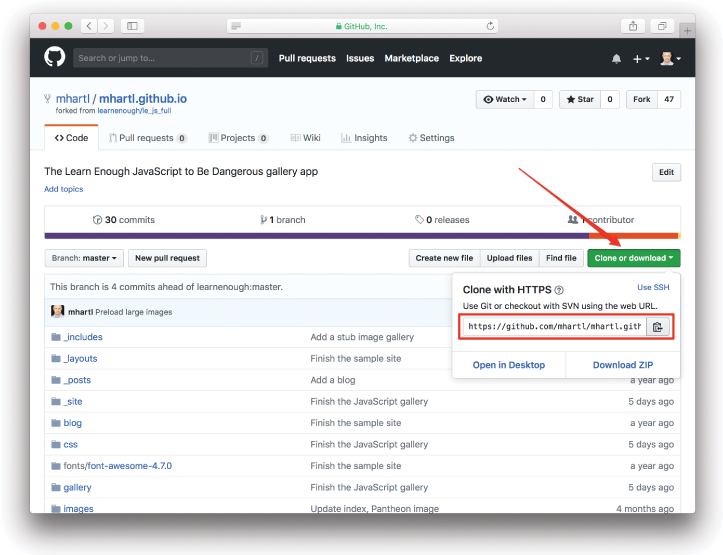 GitHub, Inc.
Search or jump to... /
Pull requests Issues Marketplace Explore
mhartl / mhartl.github.io
forked from learnenough/le_js_full
Watch 0 Star 0 Fork 47
<> Code Pull requests 0 Projects 0 Wiki Insights Settings
The Learn Enough JavaScript to Be Dangerous gallery app
Edit
Add topics
30 commits 1 branch 0 releases 1 contributor
Branch: master New pull request Create new file Upload files Find file Clone or download
This branch is 4 commits ahead of learnenough:master.
mhartl Preload large images
Clone with HTTPS ? Use SSH
Use Git or checkout with SVN using the web URL.
https://github.com/mhartl/mhartl.gith
Open in Desktop Download ZIP
_includes Add a stub image gallery
_layouts Finish the sample site
_posts Add a blog a year ago
_site Finish the JavaScript gallery 5 days ago
blog Finish the sample site a year ago
css Finish the JavaScript gallery 5 days ago
fonts/font-awesome-4.7.0 Finish the sample site a year ago
gallery Finish the JavaScript gallery 5 days ago
images Update index, Pantheon image 4 months ago